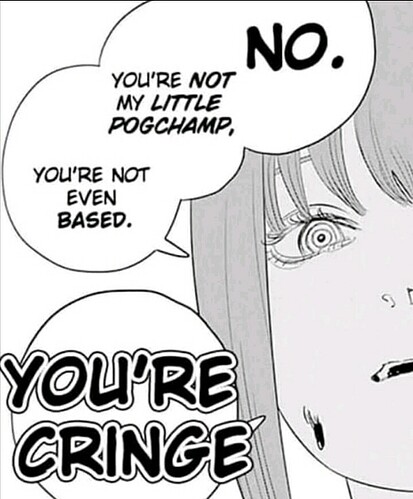 NO.
YOU'RE NOT
MY LITTLE
POGCHAMP,
YOU'RE NOT
EVEN
BASED.
YOU'RE
CRINGE